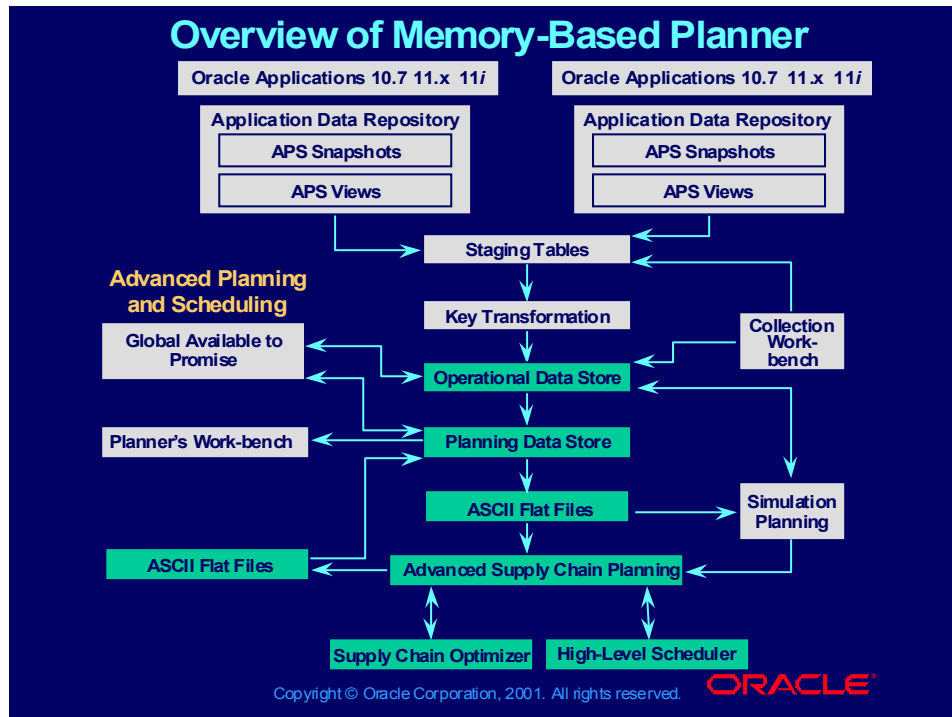 Overview of Memory-Based Planner
Oracle Applications 10.7 11.x 11i
Oracle Applications 10.7 11.x 11i
Application Data Repository
APS Snapshots
APS Views
Application Data Repository
APS Snapshots
APS Views
Staging Tables
Advanced Planning
and Scheduling
Key Transformation
Collection
Work-
bench
Global Available to
Promise
Operational Data Store
Planner's Work-bench
Planning Data Store
ASCII Flat Files
Simulation
Planning
ASCII Flat Files
Advanced Supply Chain Planning
Supply Chain Optimizer
High-Level Scheduler
Copyright © Oracle Corporation, 2001. All rights reserved.
ORACLE®